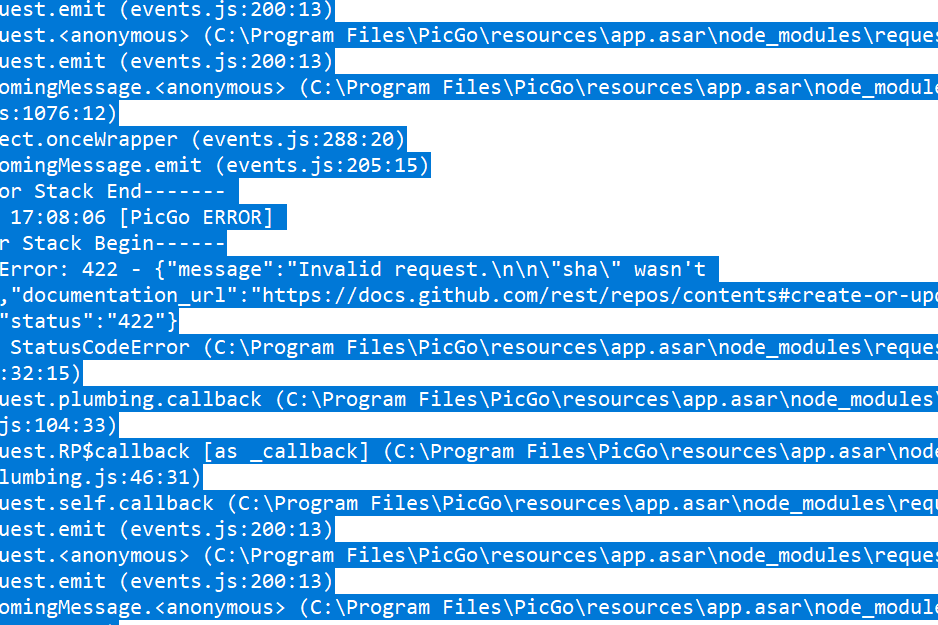 uest.emit (events.js:200:13)
uest.<anonymous> (C:\Program Files\PicGo\resources\app.asar\node_modules\reques
uest.emit (events.js:200:13)
omingMessage.<anonymous> (C:\Program Files\PicGo\resources\app.asar\node_module
s:1076:12)
ect.onceWrapper (events.js:288:20)
omingMessage.emit (events.js:205:15)
or Stack End-------
17:08:06 [PicGo ERROR]
r Stack Begin------
Error: 422 - {"message":"Invalid request.\n\n\"sha\" wasn't
,"documentation_url":"https://docs.github.com/rest/repos/contents#create-or-upd
"status":"422"}
StatusCodeError (C:\Program Files\PicGo\resources\app.asar\node_modules\reques
:32:15)
uest.plumbing.callback (C:\Program Files\PicGo\resources\app.asar\node_modules\
js:104:33)
uest.RP$callback [as _callback] (C:\Program Files\PicGo\resources\app.asar\node
lumbing.js:46:31)
uest.self.callback (C:\Program Files\PicGo\resources\app.asar\node_modules\requ
uest.emit (events.js:200:13)
uest.<anonymous> (C:\Program Files\PicGo\resources\app.asar\node_modules\reques
uest.emit (events.js:200:13)
omingMessage.<anonymous> (C:\Program Files\PicGo\resources\app.asar\node_module